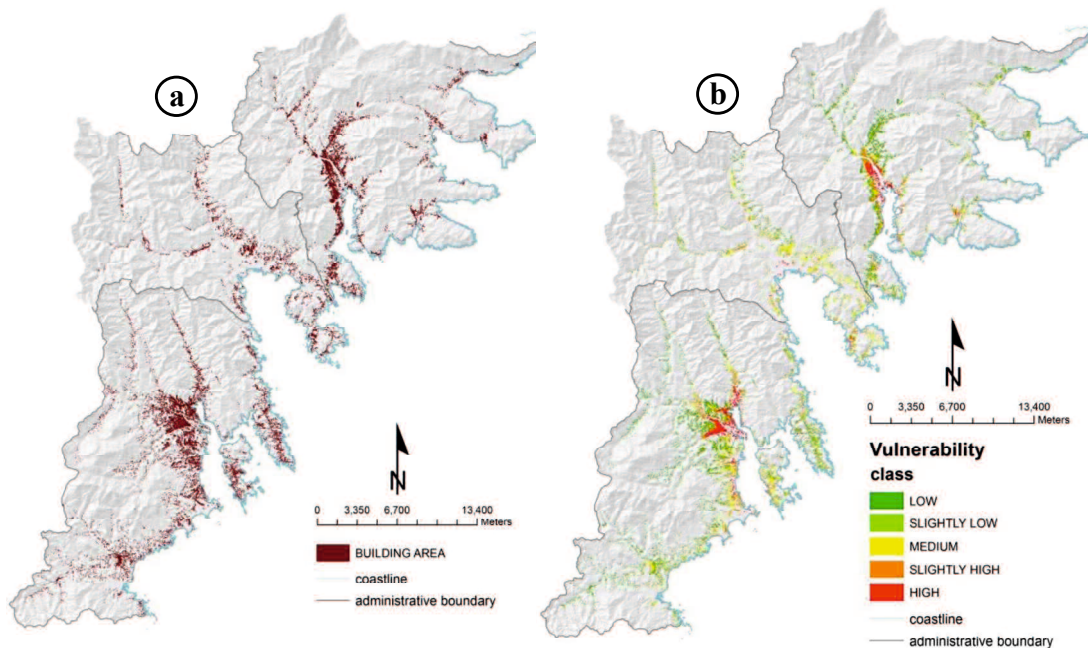 a
N
0 3,350 6,700 13,400
Meters
BUILDING AREA
coastline
administrative boundary
b
N
0 3,350 6,700 13,400
Meters
Vulnerability
class
LOW
SLIGHTLY LOW
MEDIUM
SLIGHTLY HIGH
HIGH
coastline
administrative boundary